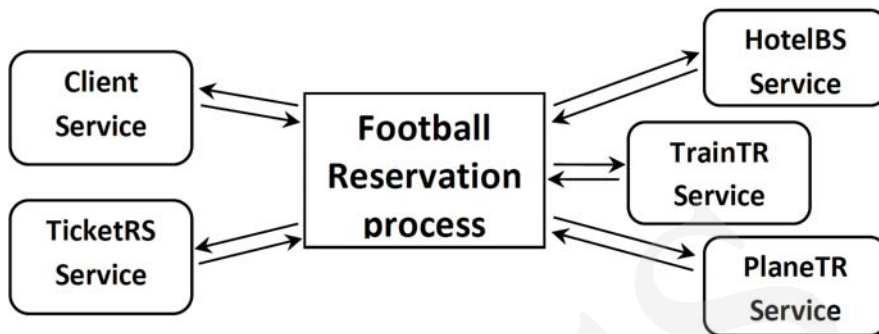 Client
Service
TicketRS
Service
Football
Reservation
process
HotelBS
Service
TrainTR
Service
PlaneTR
Service